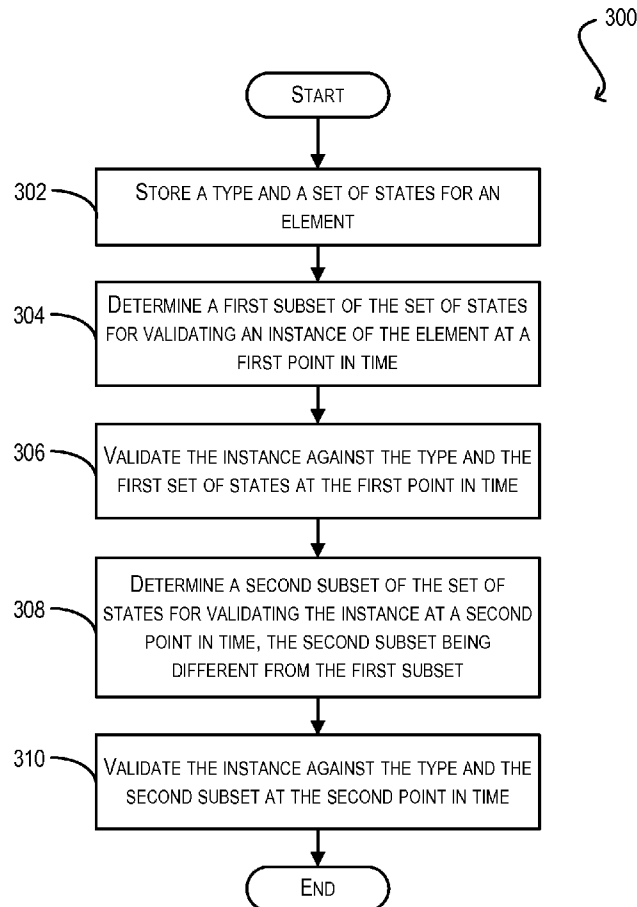 300
START
302
STORE A TYPE AND A SET OF STATES FOR AN
ELEMENT
304
DETERMINE A FIRST SUBSET OF THE SET OF STATES
FOR VALIDATING AN INSTANCE OF THE ELEMENT AT A
FIRST POINT IN TIME
306
VALIDATE THE INSTANCE AGAINST THE TYPE AND THE
FIRST SET OF STATES AT THE FIRST POINT IN TIME
308
DETERMINE A SECOND SUBSET OF THE SET OF
STATES FOR VALIDATING THE INSTANCE AT A SECOND
POINT IN TIME, THE SECOND SUBSET BEING
DIFFERENT FROM THE FIRST SUBSET
310
VALIDATE THE INSTANCE AGAINST THE TYPE AND THE
SECOND SUBSET AT THE SECOND POINT IN TIME
END